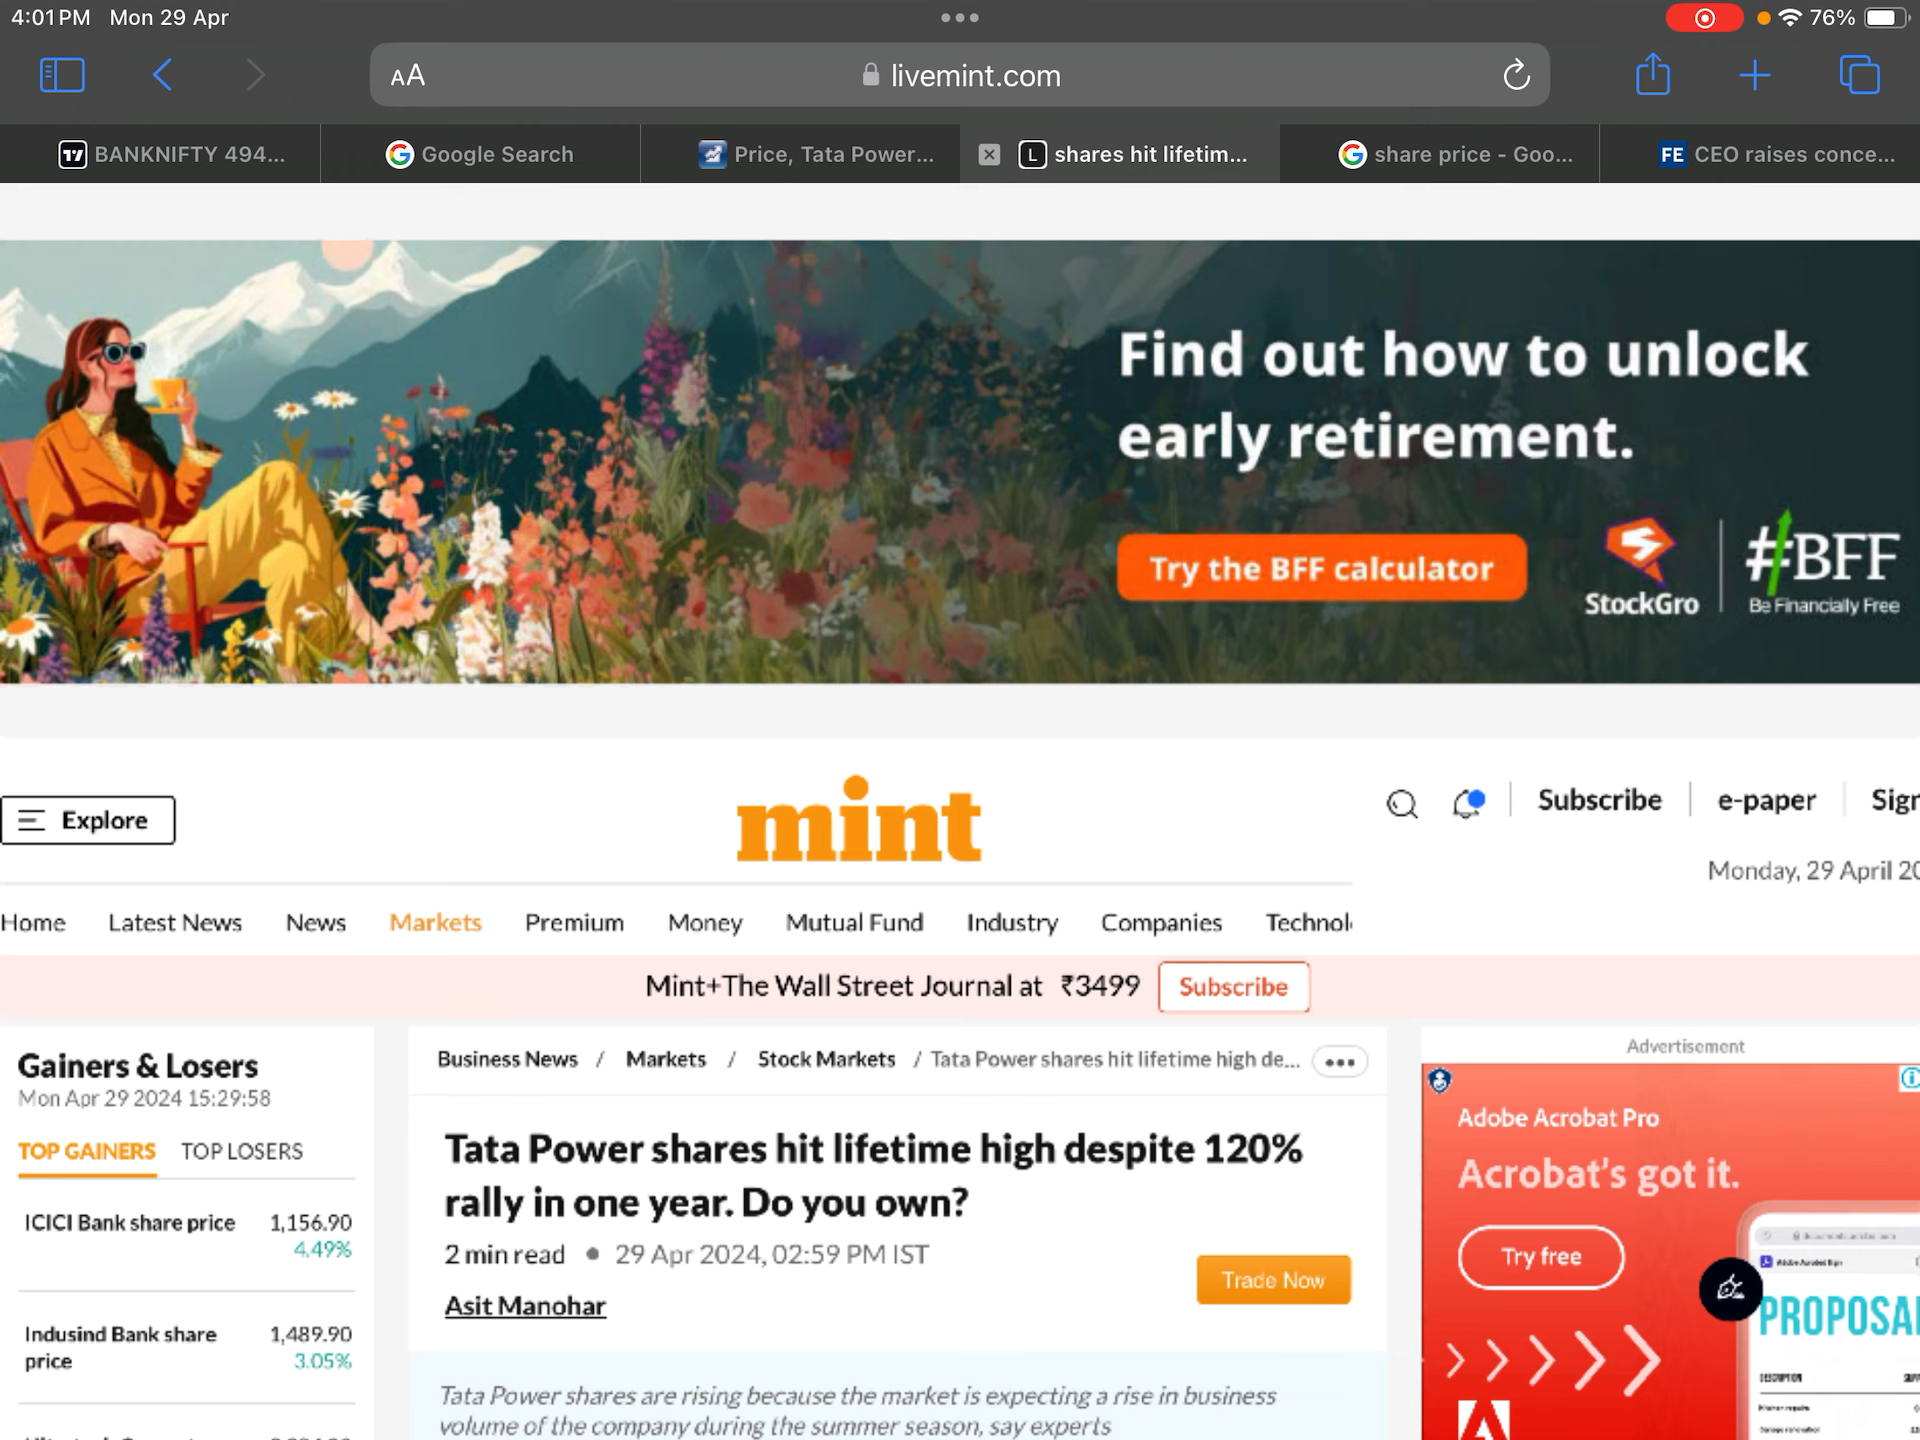 4:01PM Mon 29 Apr
76%
AA livemint.com
BANKNIFTY 494...
Google Search
Price, Tata Power...
L shares hit lifetim...
share price - Goo...
FE CEO raises conce...
Find out how to unlock
early retirement.
Try the BFF calculator
StockGro
#BFF
Be Financially Free
Explore
mint
Subscribe
e-paper
Sign
Monday, 29 April 20
Home Latest News News Markets Premium Money Mutual Fund Industry Companies Technol
Mint+The Wall Street Journal at ₹3499 Subscribe
Gainers & Losers
Mon Apr 29 2024 15:29:58
TOP GAINERS TOP LOSERS
ICICI Bank share price 1,156.90
4.49%
Indusind Bank share 1,489.90
price 3.05%
Business News / Markets / Stock Markets / Tata Power shares hit lifetime high de...
Tata Power shares hit lifetime high despite 120%
rally in one year. Do you own?
2 min read • 29 Apr 2024, 02:59 PM IST
Asit Manohar
Trade Now
Tata Power shares are rising because the market is expecting a rise in business
volume of the company during the summer season, say experts
Advertisement
Adobe Acrobat Pro
Acrobat's got it.
Try free
PROPOSAL
DESCRIPTION